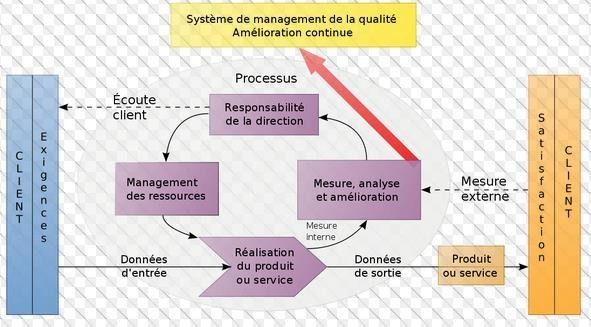 Système de management de la qualité
Amélioration continue
Processus
Écoute
client
Responsabilité
de la direction
CLIENT
Exigences
Management
des ressources
Mesure, analyse
et amélioration
Mesure
externe
Satisfaction
CLIENT
Mesure
interne
Données
d'entrée
Réalisation
du produit
ou service
Données
de sortie
Produit
ou service